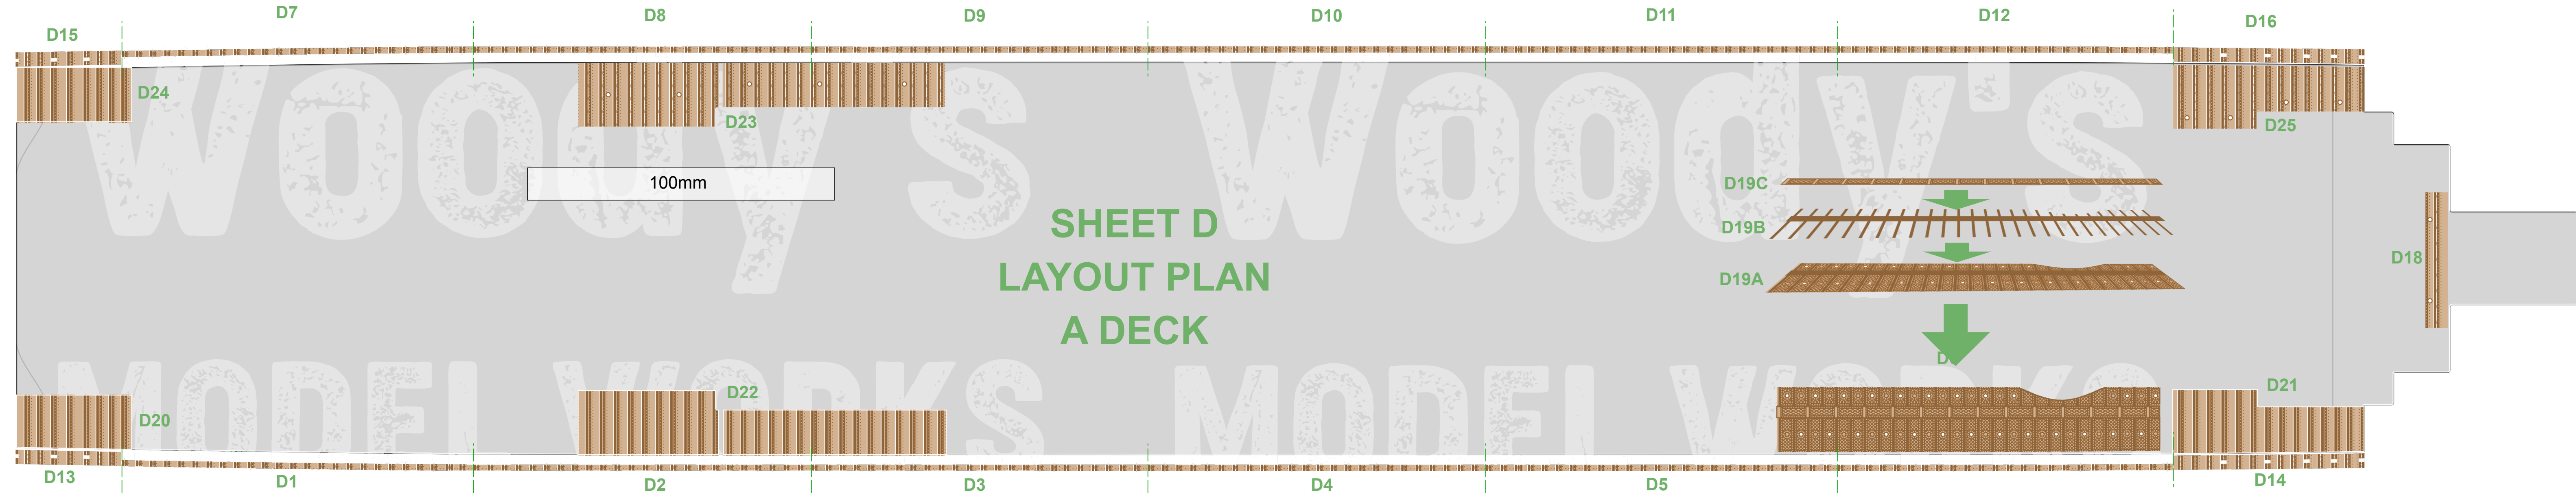 D7
D8
D9
D10
D11
D12
D16
D15
D24
D23
D25
Woody's Woody's
100mm
D19C
SHEET D
D19B
LAYOUT PLAN
D18
D19A
A DECK
MODEL WORKS MODEL WORKS
D22
D21
D20
D13
D1
D2
D3
D4
D5
D14